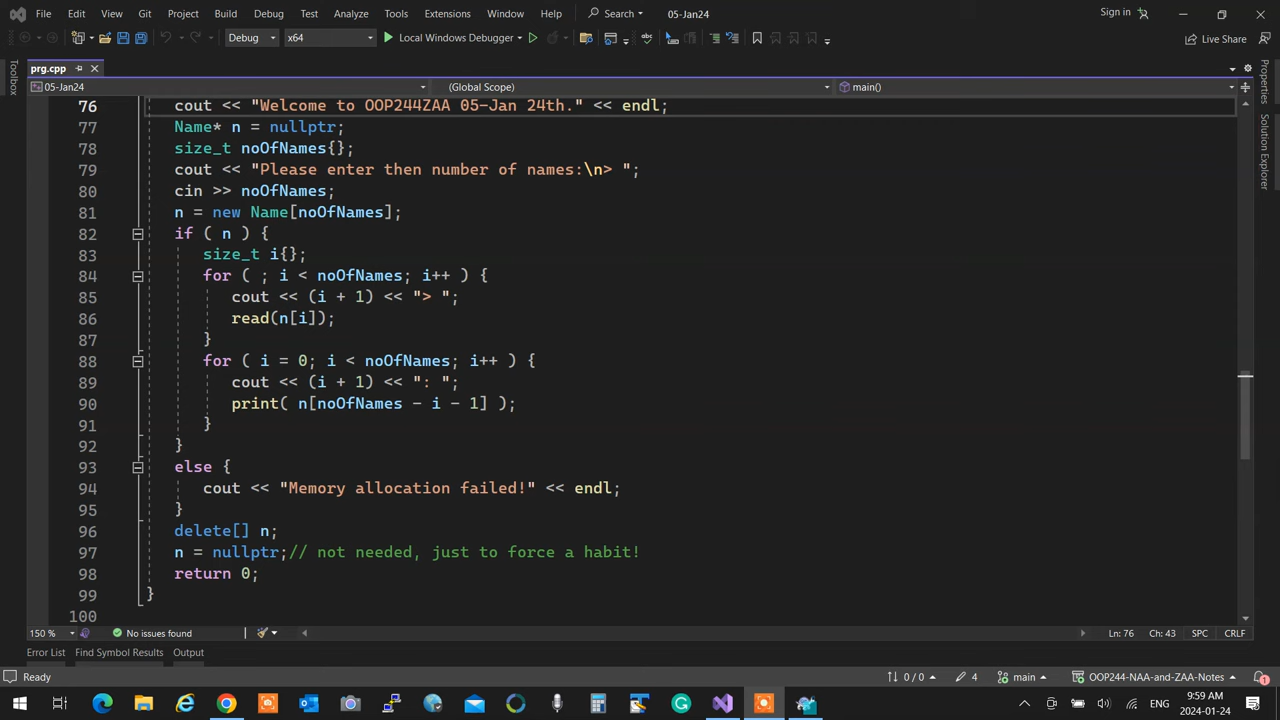 File Edit View Git Project Build Debug Test Analyze Tools Extensions Window Help Search 05-Jan24 Sign in
Debug x64 Local Windows Debugger Live Share
Toolbox
prg.cpp
05-Jan24 (Global Scope) main()
76 cout << "Welcome to OOP244ZAA 05-Jan 24th." << endl;
77 Name* n = nullptr;
78 size_t noOfNames{};
79 cout << "Please enter then number of names:\n> ";
80 cin >> noOfNames;
81 n = new Name[noOfNames];
82 if ( n ) {
83 size_t i{};
84 for ( ; i < noOfNames; i++ ) {
85 cout << (i + 1) << "> ";
86 read(n[i]);
87 }
88 for ( i = 0; i < noOfNames; i++ ) {
89 cout << (i + 1) << ": ";
90 print( n[noOfNames - i - 1] );
91 }
92 }
93 else {
94 cout << "Memory allocation failed!" << endl;
95 }
96 delete[] n;
97 n = nullptr;// not needed, just to force a habit!
98 return 0;
99 }
100
Properties
Solution Explorer
150 % No issues found Ln: 76 Ch: 43 SPC CRLF
Error List Find Symbol Results Output
Ready 0 / 0 4 main OOP244-NAA-and-ZAA-Notes 1
ENG 9:59 AM
2024-01-24 3